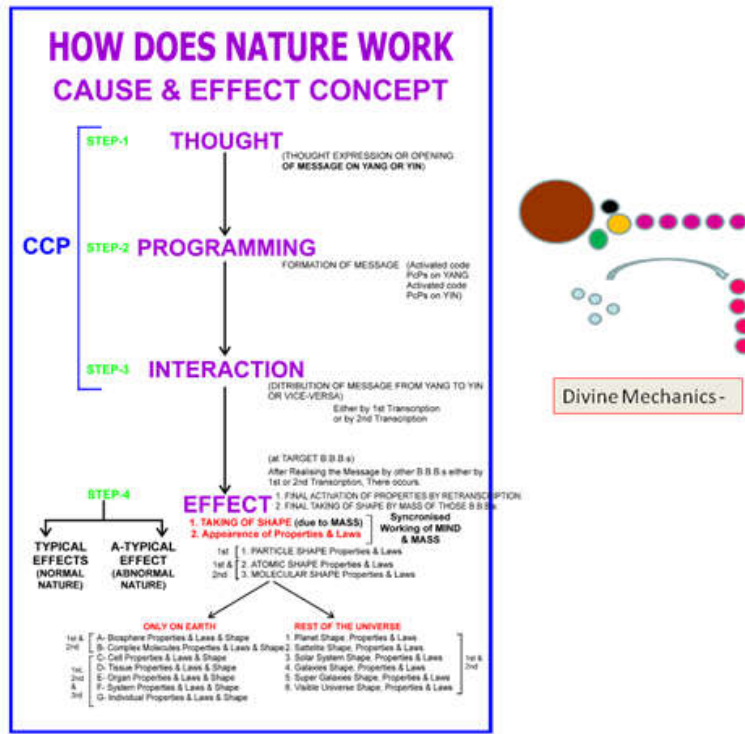 HOW DOES NATURE WORK
CAUSE & EFFECT CONCEPT
STEP-1
THOUGHT
(THOUGHT EXPRESSION OR OPENING
OF MESSAGE ON YANG OR YIN)
CCP
STEP-2
PROGRAMMING
FORMATION OF MESSAGE (Activated code
PcPs on YANG
Activated code
PcPs on YIN)
STEP-3
INTERACTION
(DITRIBUTION OF MESSAGE FROM YANG TO YIN
OR VICE-VERSA)
Either by 1st Transcription
or by 2nd Transcription
(at TARGET B.B.B.s)
After Realising the Message by other B.B.B.s either by
1st or 2nd Transcription, There occurs.
STEP-4
EFFECT
1. FINAL ACTIVATION OF PROPERTIES BY RETRANSCRIPTION
2. FINAL TAKING OF SHAPE BY MASS OF THOSE B.B.B.s
1. TAKING OF SHAPE (due to MASS)
2. Appearence of Properties & Laws
Syncronised
Working of MIND
& MASS
TYPICAL
EFFECTS
(NORMAL
NATURE)
A-TYPICAL
EFFECT
(ABNORMAL
NATURE)
1st 1. PARTICLE SHAPE Properties & Laws
1st & 2. ATOMIC SHAPE Properties & Laws
2nd 3. MOLECULAR SHAPE Properties & Laws
ONLY ON EARTH
1st &
2nd
A- Biosphere Properties & Laws & Shape
B- Complex Molecules Properties & Laws & Shape
1st,
2nd
&
3rd
C- Cell Properties & Laws & Shape
D- Tissue Properties & Laws & Shape
E- Organ Properties & Laws & Shape
F- System Properties & Laws & Shape
G- Individual Properties & Laws & Shape
REST OF THE UNIVERSE
1. Planet Shape, Properties & Laws
2. Sattelite Shape, Properties & Laws
3. Solar System Shape, Properties & Laws
4. Galaxies Shape, Properties & Laws
5. Super Galaxies Shape, Properties & Laws
6. Visible Universe Shape, Properties & Laws
1st &
2nd
Divine Mechanics -